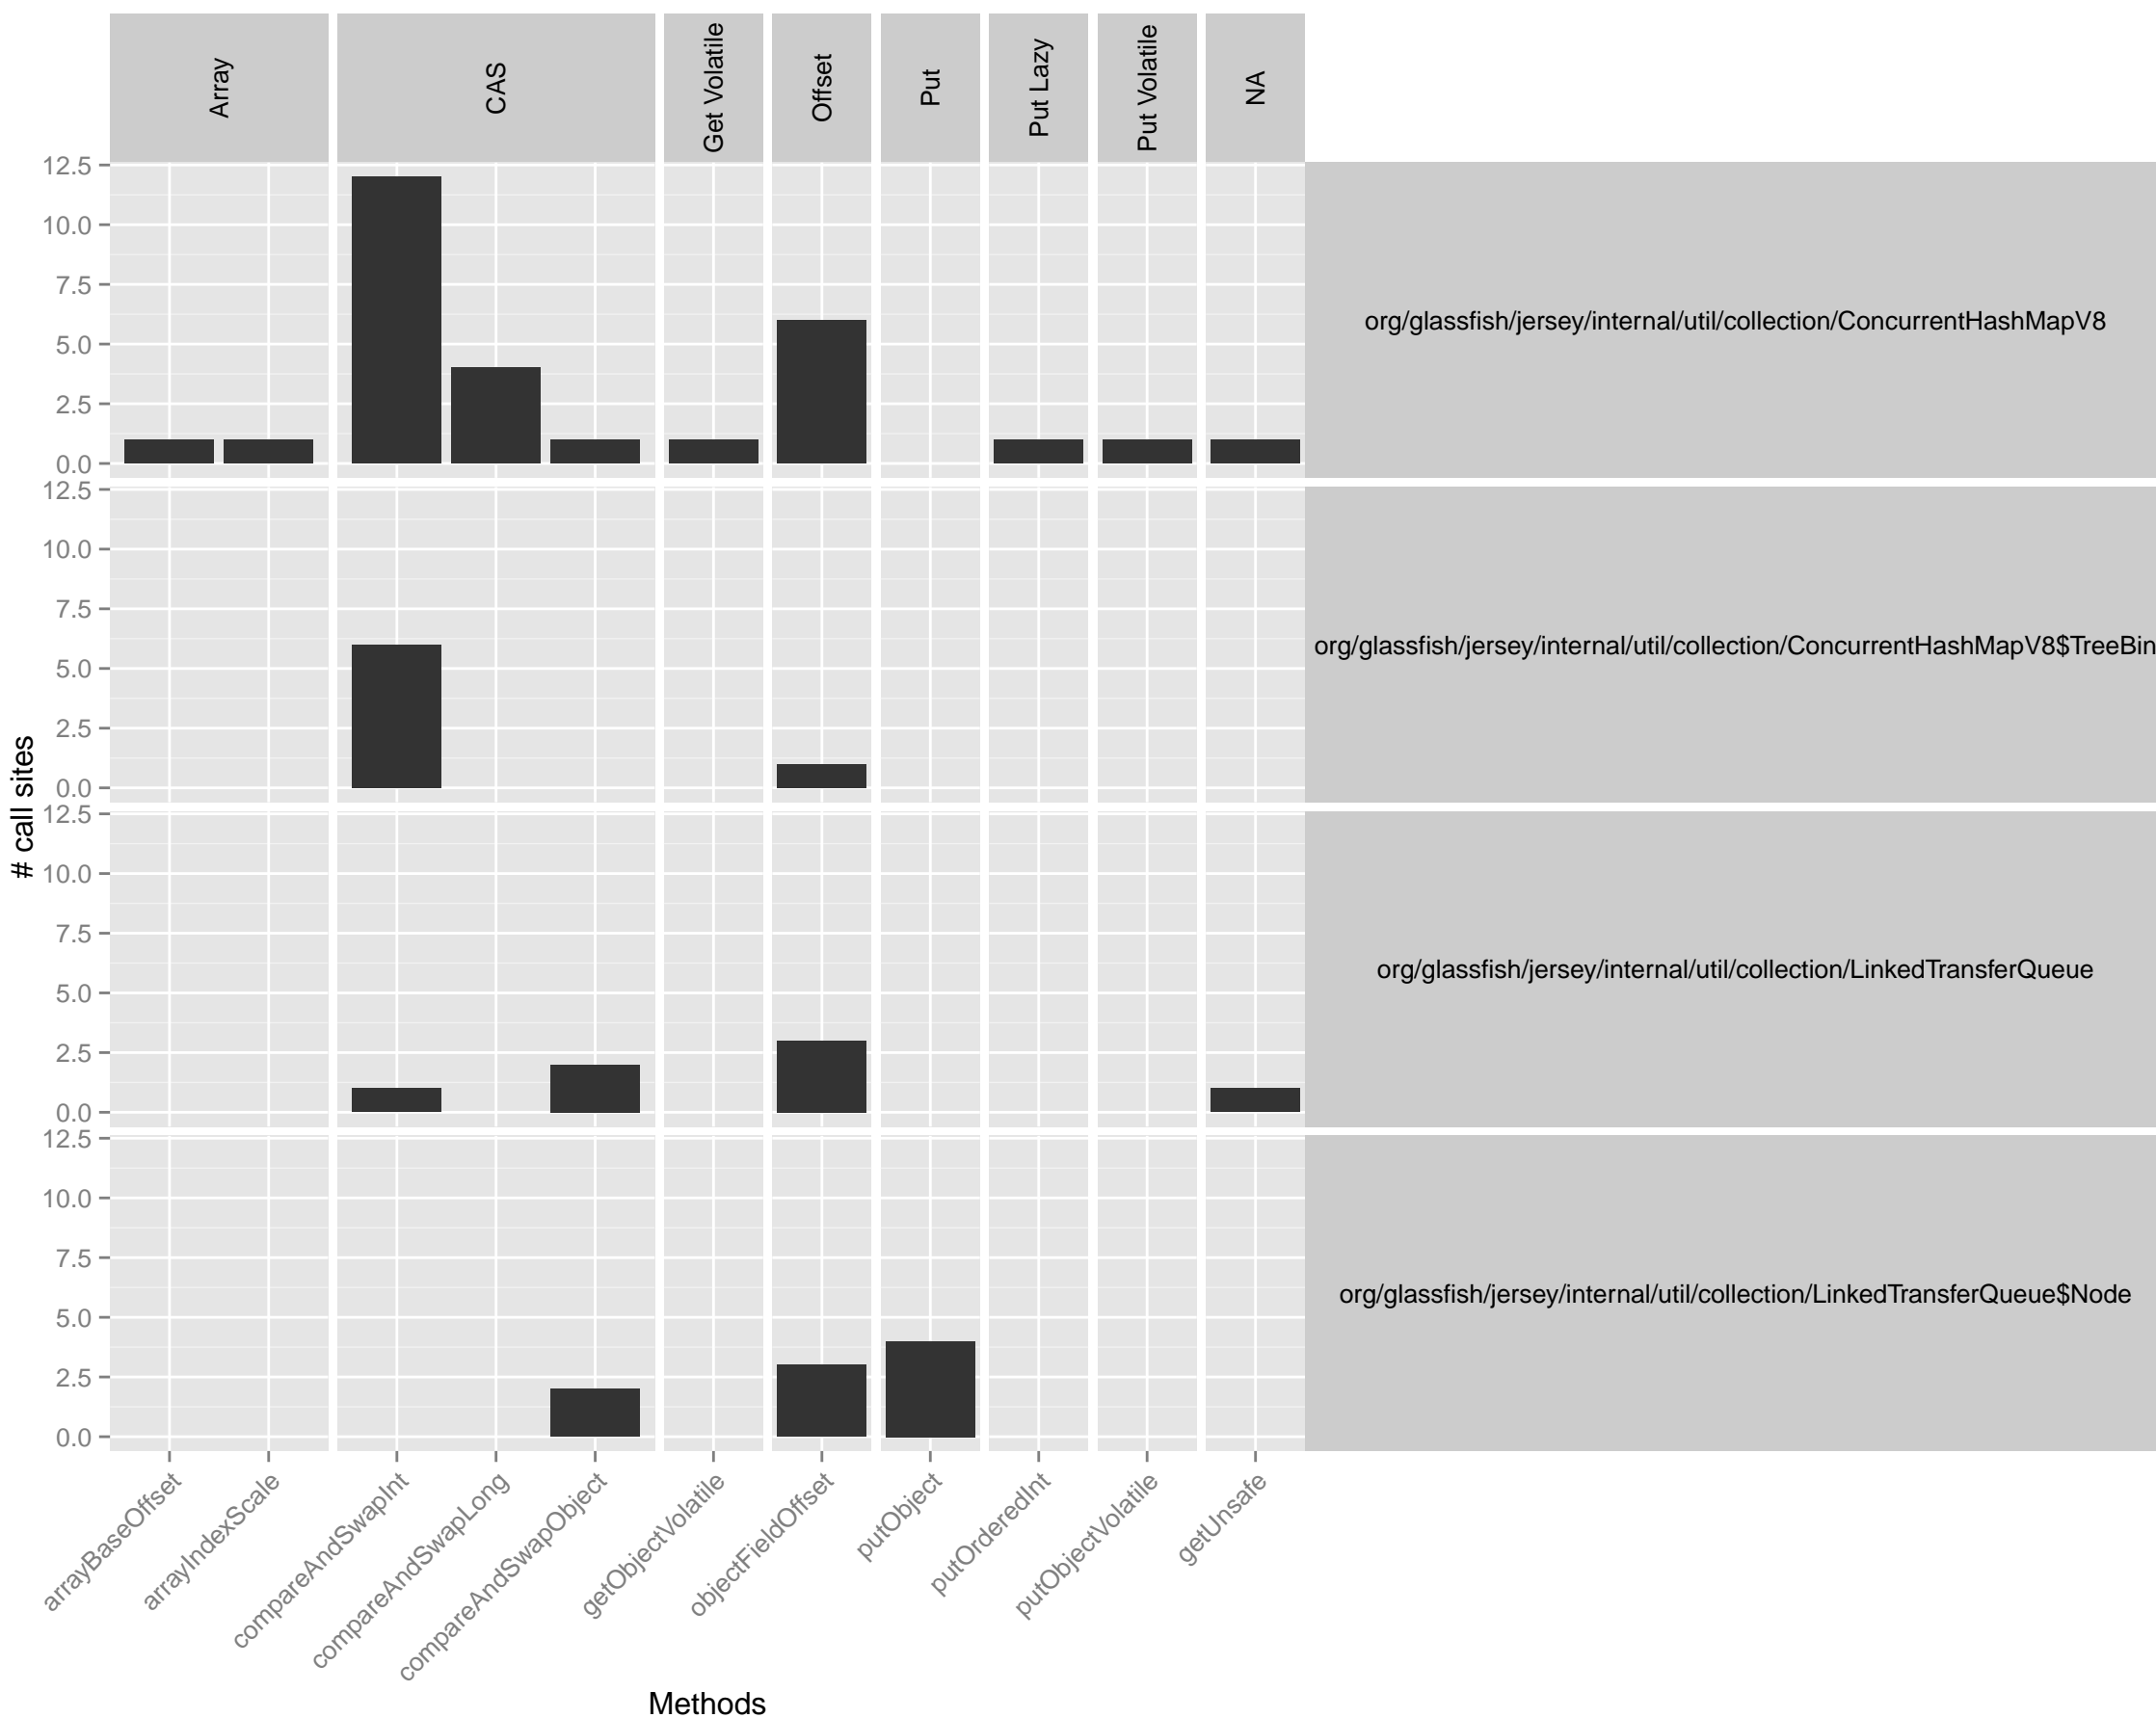 Array
CAS
Get Volatile
Offset
Put
Put Lazy
Put Volatile
NA
12.5
10.0
7.5
5.0
2.5
0.0
org/glassfish/jersey/internal/util/collection/ConcurrentHashMapV8
12.5
10.0
7.5
5.0
2.5
0.0
org/glassfish/jersey/internal/util/collection/ConcurrentHashMapV8$TreeBin
# call sites
12.5
10.0
7.5
5.0
2.5
0.0
org/glassfish/jersey/internal/util/collection/LinkedTransferQueue
12.5
10.0
7.5
5.0
2.5
0.0
org/glassfish/jersey/internal/util/collection/LinkedTransferQueue$Node
arrayBaseOffset
arrayIndexScale
compareAndSwapInt
compareAndSwapLong
compareAndSwapObject
getObjectVolatile
objectFieldOffset
putObject
putOrderedInt
putObjectVolatile
getUnsafe
Methods